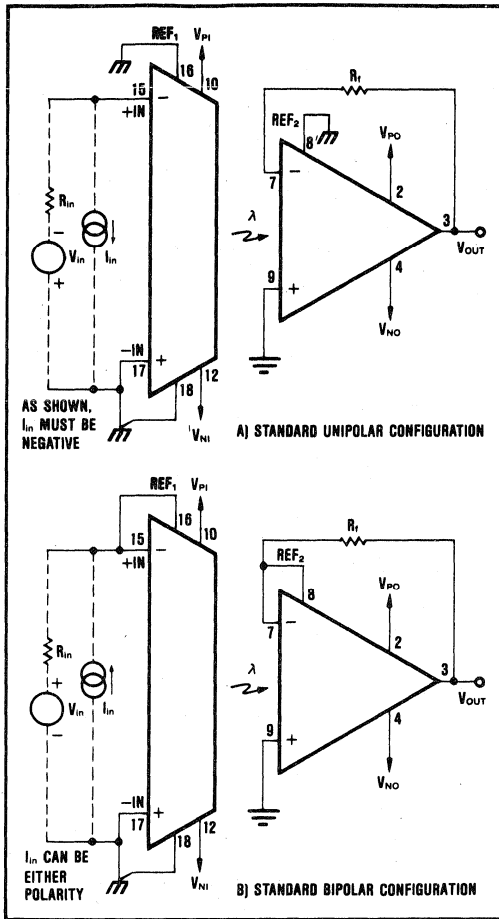 REF1
VPI
16
10
15
−
+IN
Rf
REF2
8
VPO
7
−
2
Rin
−
Vin
+
Iin
λ
3
VOUT
9
+
4
VNO
−IN
+
17
18
12
VNI
AS SHOWN,
Iin MUST BE
NEGATIVE
A) STANDARD UNIPOLAR CONFIGURATION
REF1
VPI
16
10
15
−
+IN
Rf
REF2
8
VPO
7
−
2
Rin
+
Vin
−
Iin
λ
3
VOUT
9
+
4
VNO
−IN
+
17
18
12
VNI
Iin CAN BE
EITHER
POLARITY
B) STANDARD BIPOLAR CONFIGURATION